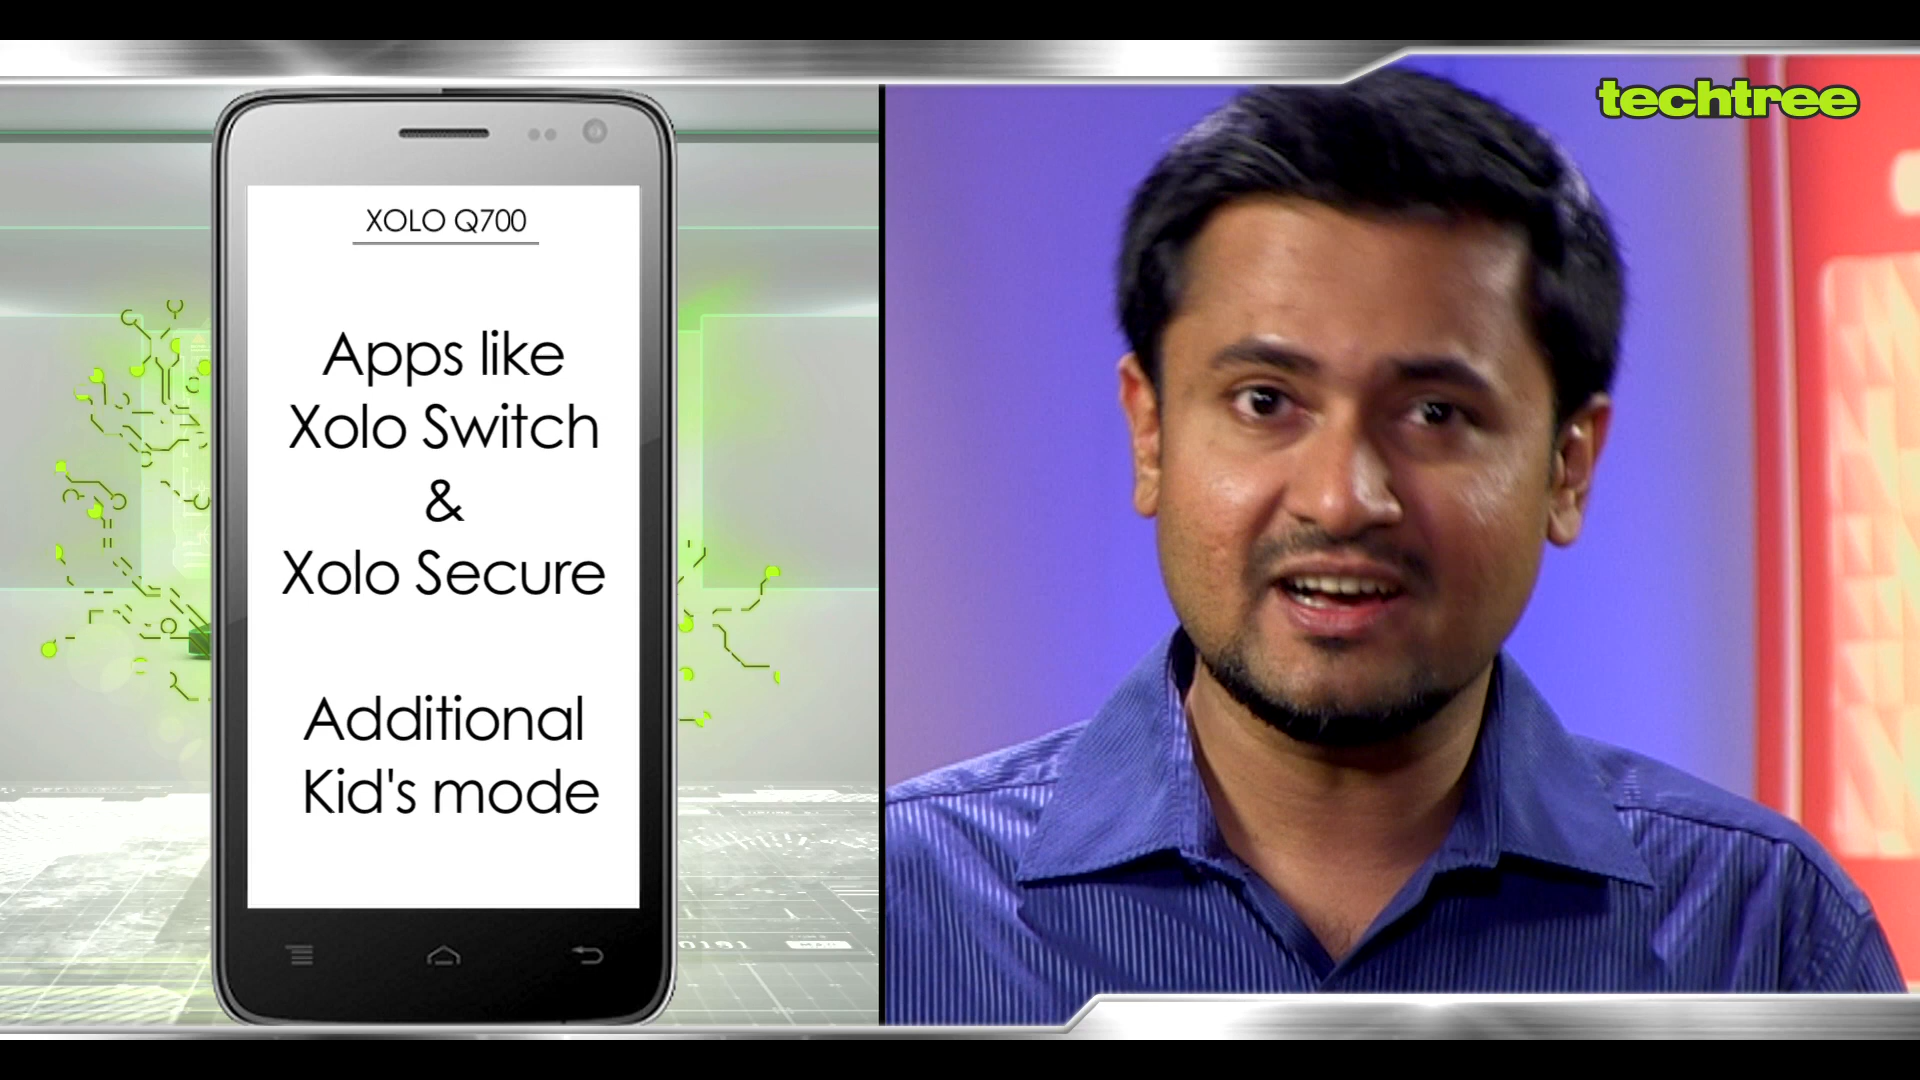 techtree
XOLO Q700
Apps like
Xolo Switch
&
Xolo Secure
Additional
Kid's mode